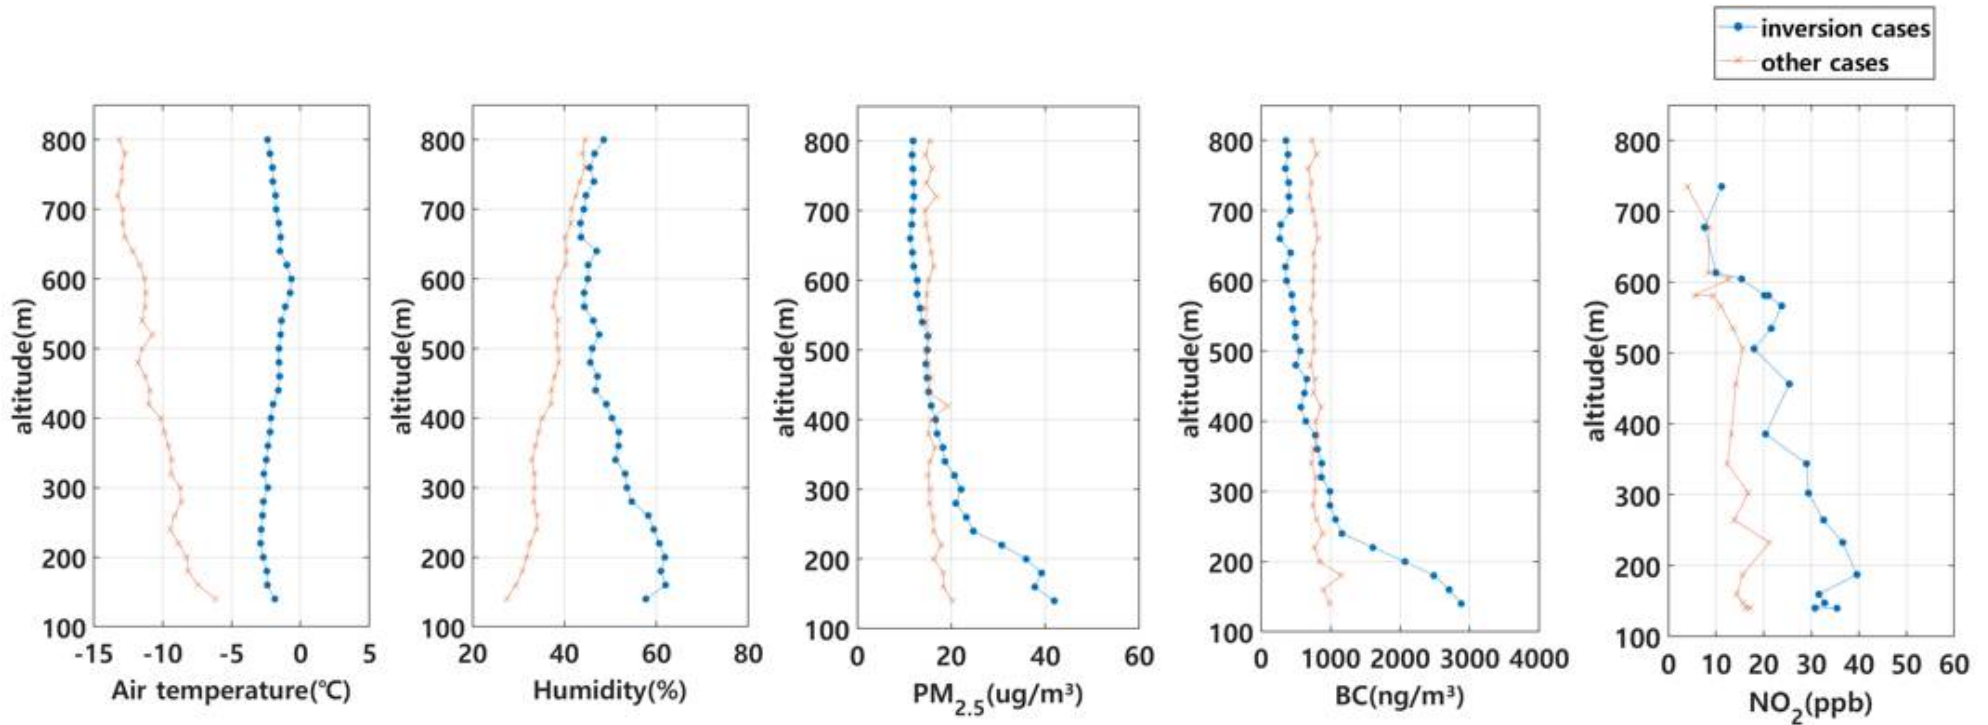 inversion cases
other cases
800
700
600
500
400
300
200
100
altitude(m)
-15 -10 -5 0 5
Air temperature(℃)
800
700
600
500
400
300
200
100
altitude(m)
20 40 60 80
Humidity(%)
800
700
600
500
400
300
200
100
altitude(m)
0 20 40 60
PM2.5(ug/m³)
800
700
600
500
400
300
200
100
altitude(m)
0 1000 2000 3000 4000
BC(ng/m³)
800
700
600
500
400
300
200
100
altitude(m)
0 10 20 30 40 50 60
NO2(ppb)